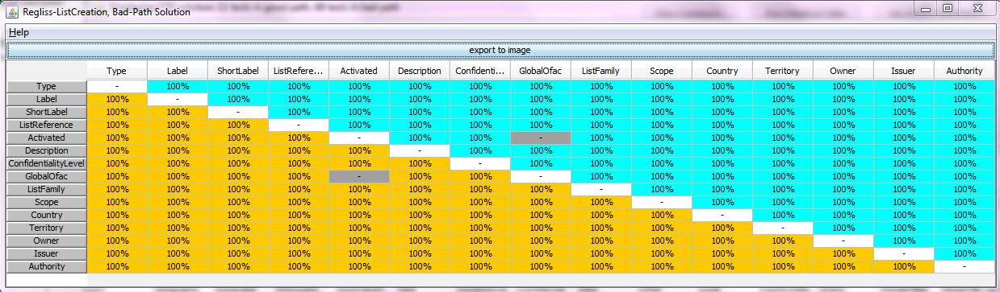 Regliss-ListCreation, Bad-Path Solution
Help
export to image
Type Label ShortLabel ListRefere... Activated Description Confidenti... GlobalOfac ListFamily Scope Country Territory Owner Issuer Authority
Type - 100% 100% 100% 100% 100% 100% 100% 100% 100% 100% 100% 100% 100% 100%
Label 100% - 100% 100% 100% 100% 100% 100% 100% 100% 100% 100% 100% 100% 100%
ShortLabel 100% 100% - 100% 100% 100% 100% 100% 100% 100% 100% 100% 100% 100% 100%
ListReference 100% 100% 100% - 100% 100% 100% 100% 100% 100% 100% 100% 100% 100% 100%
Activated 100% 100% 100% 100% - 100% 100% - 100% 100% 100% 100% 100% 100% 100%
Description 100% 100% 100% 100% 100% - 100% 100% 100% 100% 100% 100% 100% 100% 100%
ConfidentialityLevel 100% 100% 100% 100% 100% 100% - 100% 100% 100% 100% 100% 100% 100% 100%
GlobalOfac 100% 100% 100% 100% - 100% 100% - 100% 100% 100% 100% 100% 100% 100%
ListFamily 100% 100% 100% 100% 100% 100% 100% 100% - 100% 100% 100% 100% 100% 100%
Scope 100% 100% 100% 100% 100% 100% 100% 100% 100% - 100% 100% 100% 100% 100%
Country 100% 100% 100% 100% 100% 100% 100% 100% 100% 100% - 100% 100% 100% 100%
Territory 100% 100% 100% 100% 100% 100% 100% 100% 100% 100% 100% - 100% 100% 100%
Owner 100% 100% 100% 100% 100% 100% 100% 100% 100% 100% 100% 100% - 100% 100%
Issuer 100% 100% 100% 100% 100% 100% 100% 100% 100% 100% 100% 100% 100% - 100%
Authority 100% 100% 100% 100% 100% 100% 100% 100% 100% 100% 100% 100% 100% 100% -